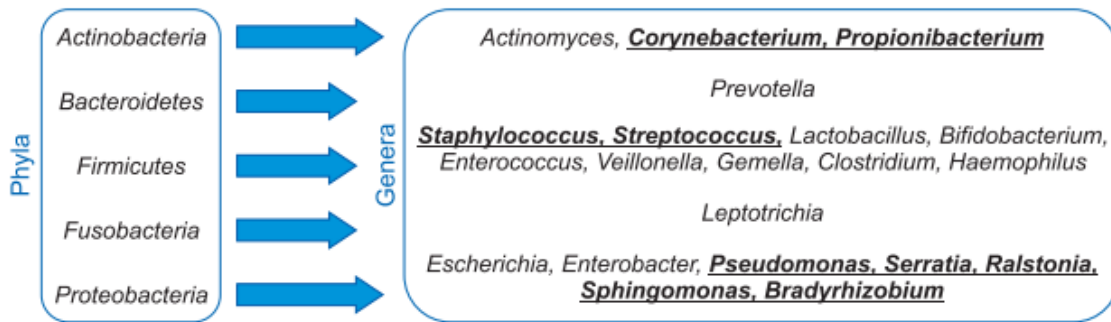 Phyla
Actinobacteria
Bacteroidetes
Firmicutes
Fusobacteria
Proteobacteria
Genera
Actinomyces, Corynebacterium, Propionibacterium
Prevotella
Staphylococcus, Streptococcus, Lactobacillus, Bifidobacterium,
Enterococcus, Veillonella, Gemella, Clostridium, Haemophilus
Leptotrichia
Escherichia, Enterobacter, Pseudomonas, Serratia, Ralstonia,
Sphingomonas, Bradyrhizobium